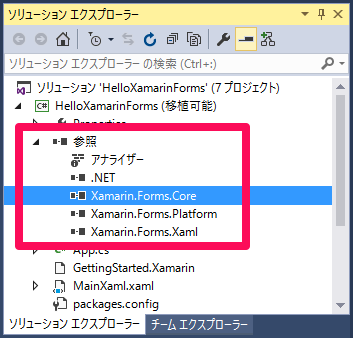 ソリューション エクスプローラー
ソリューション エクスプローラー の検索 (Ctrl+;)
ソリューション 'HelloXamarinForms' (7 プロジェクト)
HelloXamarinForms (移植可能)
Properties
参照
アナライザー
.NET
Xamarin.Forms.Core
Xamarin.Forms.Platform
Xamarin.Forms.Xaml
App.cs
GettingStarted.Xamarin
MainXaml.xaml
packages.config
ソリューション エクスプローラー チーム エクスプローラー